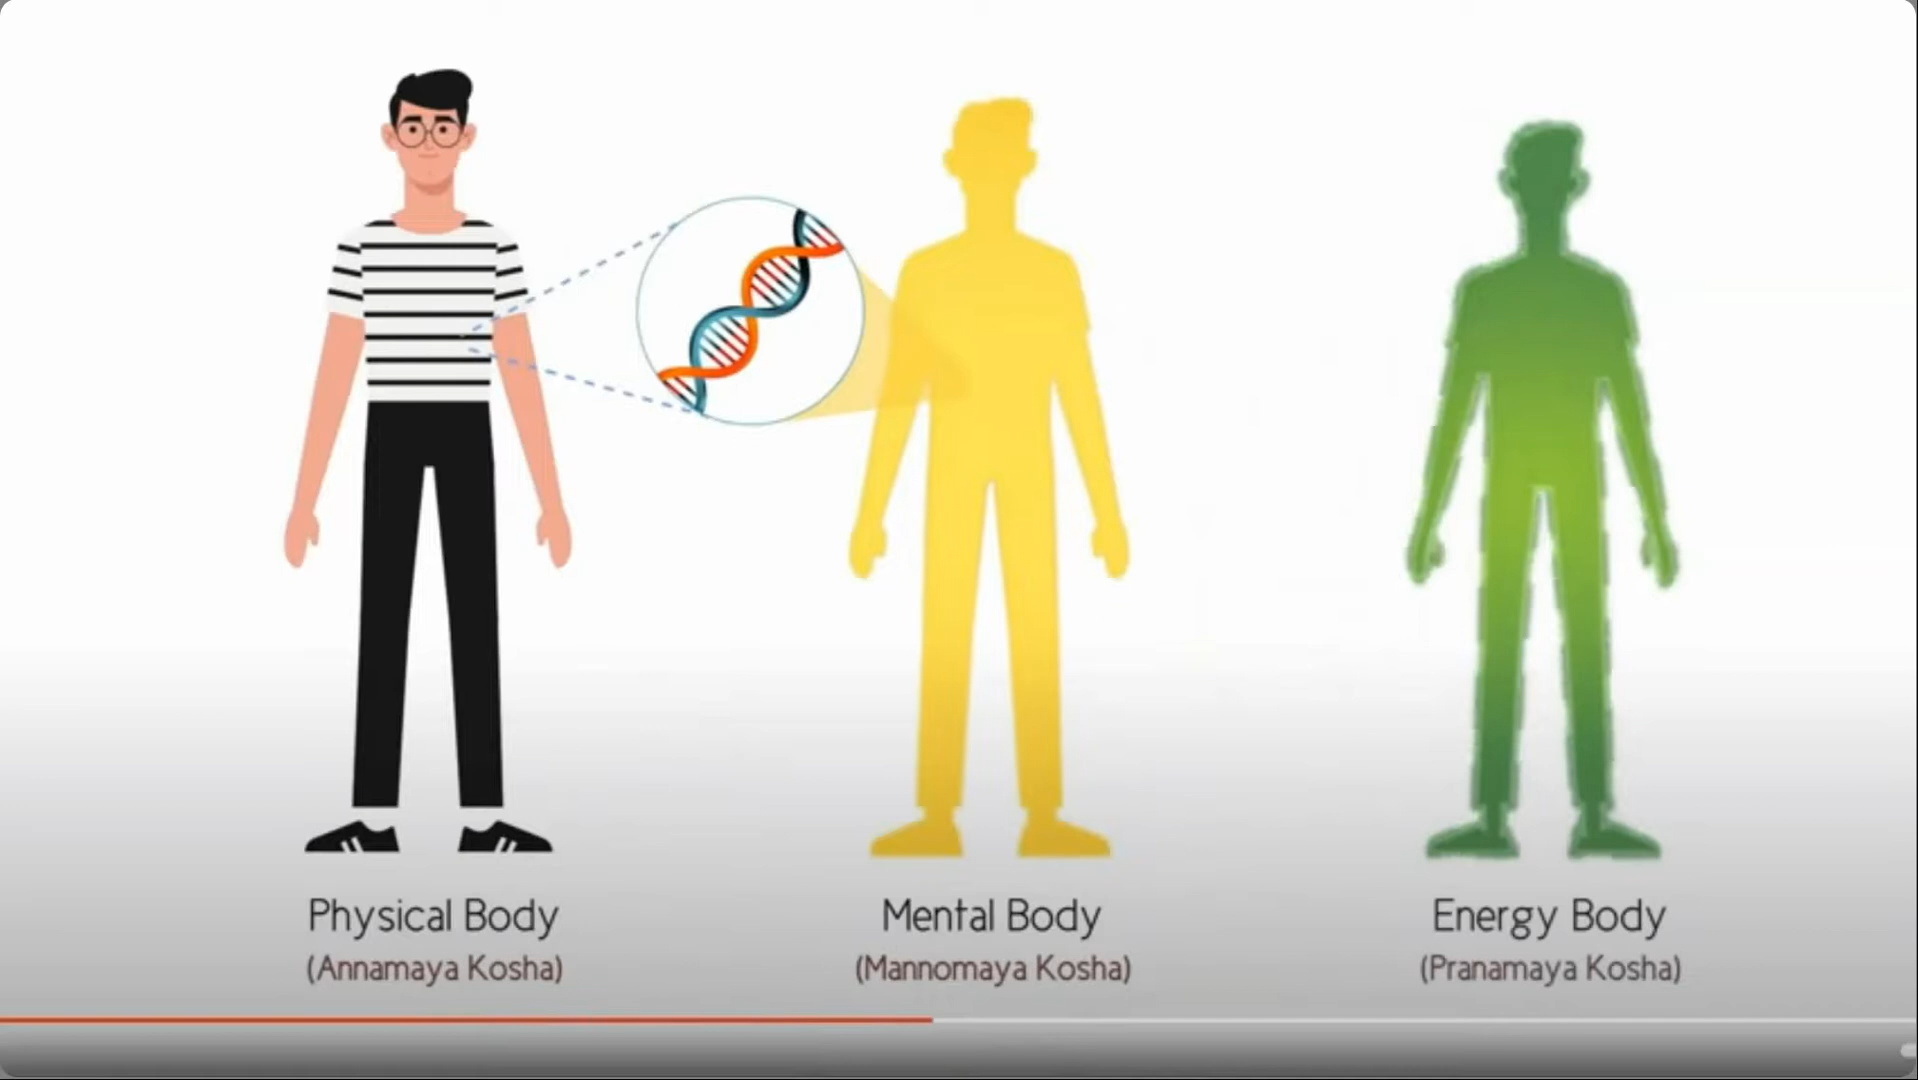 Physical Body
(Annamaya Kosha)
Mental Body
(Mannomaya Kosha)
Energy Body
(Pranamaya Kosha)